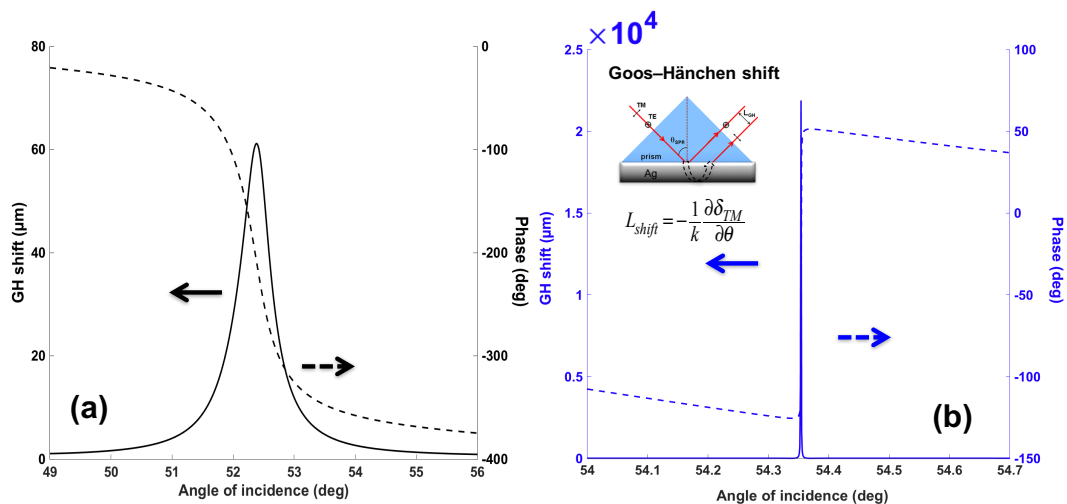 (a)
80
70
60
50
40
30
20
10
0
GH shift (μm)
0
-100
-200
-300
-400
Phase (deg)
49 50 51 52 53 54 55 56
Angle of incidence (deg)
×10⁴
2.5
2
1.5
1
0.5
0
GH shift (μm)
Goos–Hänchen shift
TM
TE
L_GH
θ_SPR
prism
Ag
L_shift = −1/k ∂δ_TM/∂θ
100
50
0
-50
-100
-150
Phase (deg)
(b)
54 54.1 54.2 54.3 54.4 54.5 54.6 54.7
Angle of incidence (deg)